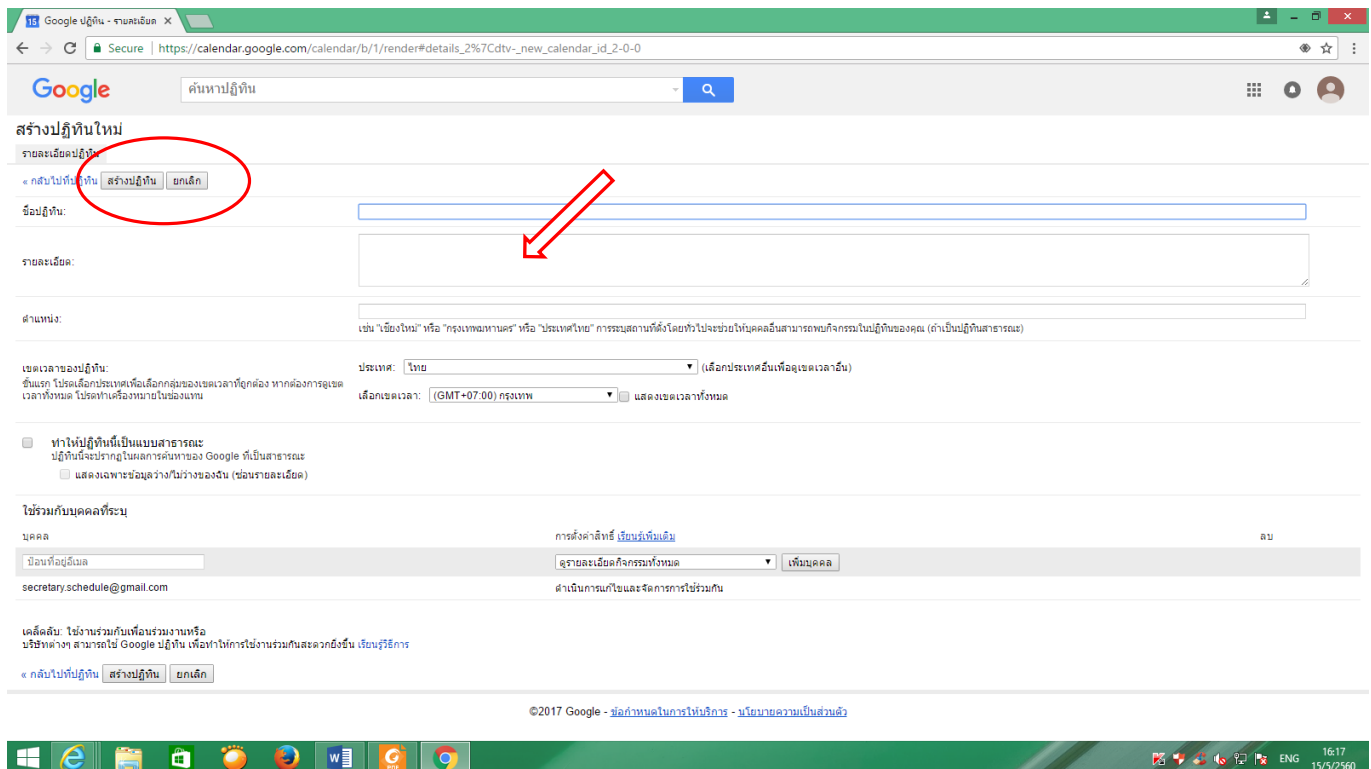 Google ปฏิทิน - รายละเอียด
Secure | https://calendar.google.com/calendar/b/1/render#details_2%7Cdtv-_new_calendar_id_2-0-0
Google ค้นหาปฏิทิน
สร้างปฏิทินใหม่
รายละเอียดปฏิทิน
« กลับไปที่ปฏิทิน สร้างปฏิทิน ยกเลิก
ชื่อปฏิทิน:
รายละเอียด:
ตำแหน่ง:
เช่น "เชียงใหม่" หรือ "กรุงเทพมหานคร" หรือ "ประเทศไทย" การระบุสถานที่ตั้งโดยทั่วไปจะช่วยให้บุคคลอื่นสามารถพบกิจกรรมในปฏิทินของคุณ (ถ้าเป็นปฏิทินสาธารณะ)
เขตเวลาของปฏิทิน:
ขั้นแรก โปรดเลือกประเทศเพื่อเลือกกลุ่มของเขตเวลาที่ถูกต้อง หากต้องการดูเขต
เวลาทั้งหมด โปรดทำเครื่องหมายในช่องแทน
ประเทศ: ไทย (เลือกประเทศอื่นเพื่อดูเขตเวลาอื่น)
เลือกเขตเวลา: (GMT+07:00) กรุงเทพ แสดงเขตเวลาทั้งหมด
ทำให้ปฏิทินนี้เป็นแบบสาธารณะ
ปฏิทินนี้จะปรากฏในผลการค้นหาของ Google ที่เป็นสาธารณะ
แสดงเฉพาะข้อมูลว่าง/ไม่ว่างของฉัน (ซ่อนรายละเอียด)
ใช้ร่วมกับบุคคลที่ระบุ
บุคคล การตั้งค่าสิทธิ์ เรียนรู้เพิ่มเติม ลบ
ป้อนที่อยู่อีเมล ดูรายละเอียดกิจกรรมทั้งหมด เพิ่มบุคคล
secretary.schedule@gmail.com ดำเนินการแก้ไขและจัดการการใช้ร่วมกัน
เคล็ดลับ: ใช้งานร่วมกับเพื่อนร่วมงานหรือ
บริษัทต่างๆ สามารถใช้ Google ปฏิทิน เพื่อทำให้การใช้งานร่วมกันสะดวกยิ่งขึ้น เรียนรู้วิธีการ
« กลับไปที่ปฏิทิน สร้างปฏิทิน ยกเลิก
©2017 Google - ข้อกำหนดในการให้บริการ - นโยบายความเป็นส่วนตัว
ENG 16:17
15/5/2560